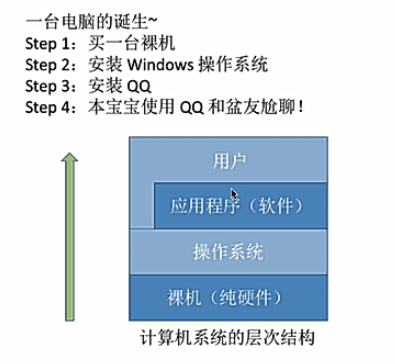 一台电脑的诞生~
Step 1：买一台裸机
Step 2：安装 Windows 操作系统
Step 3：安装 QQ
Step 4：本宝宝使用 QQ 和盆友尬聊！
用户
应用程序（软件）
操作系统
裸机（纯硬件）
计算机系统的层次结构